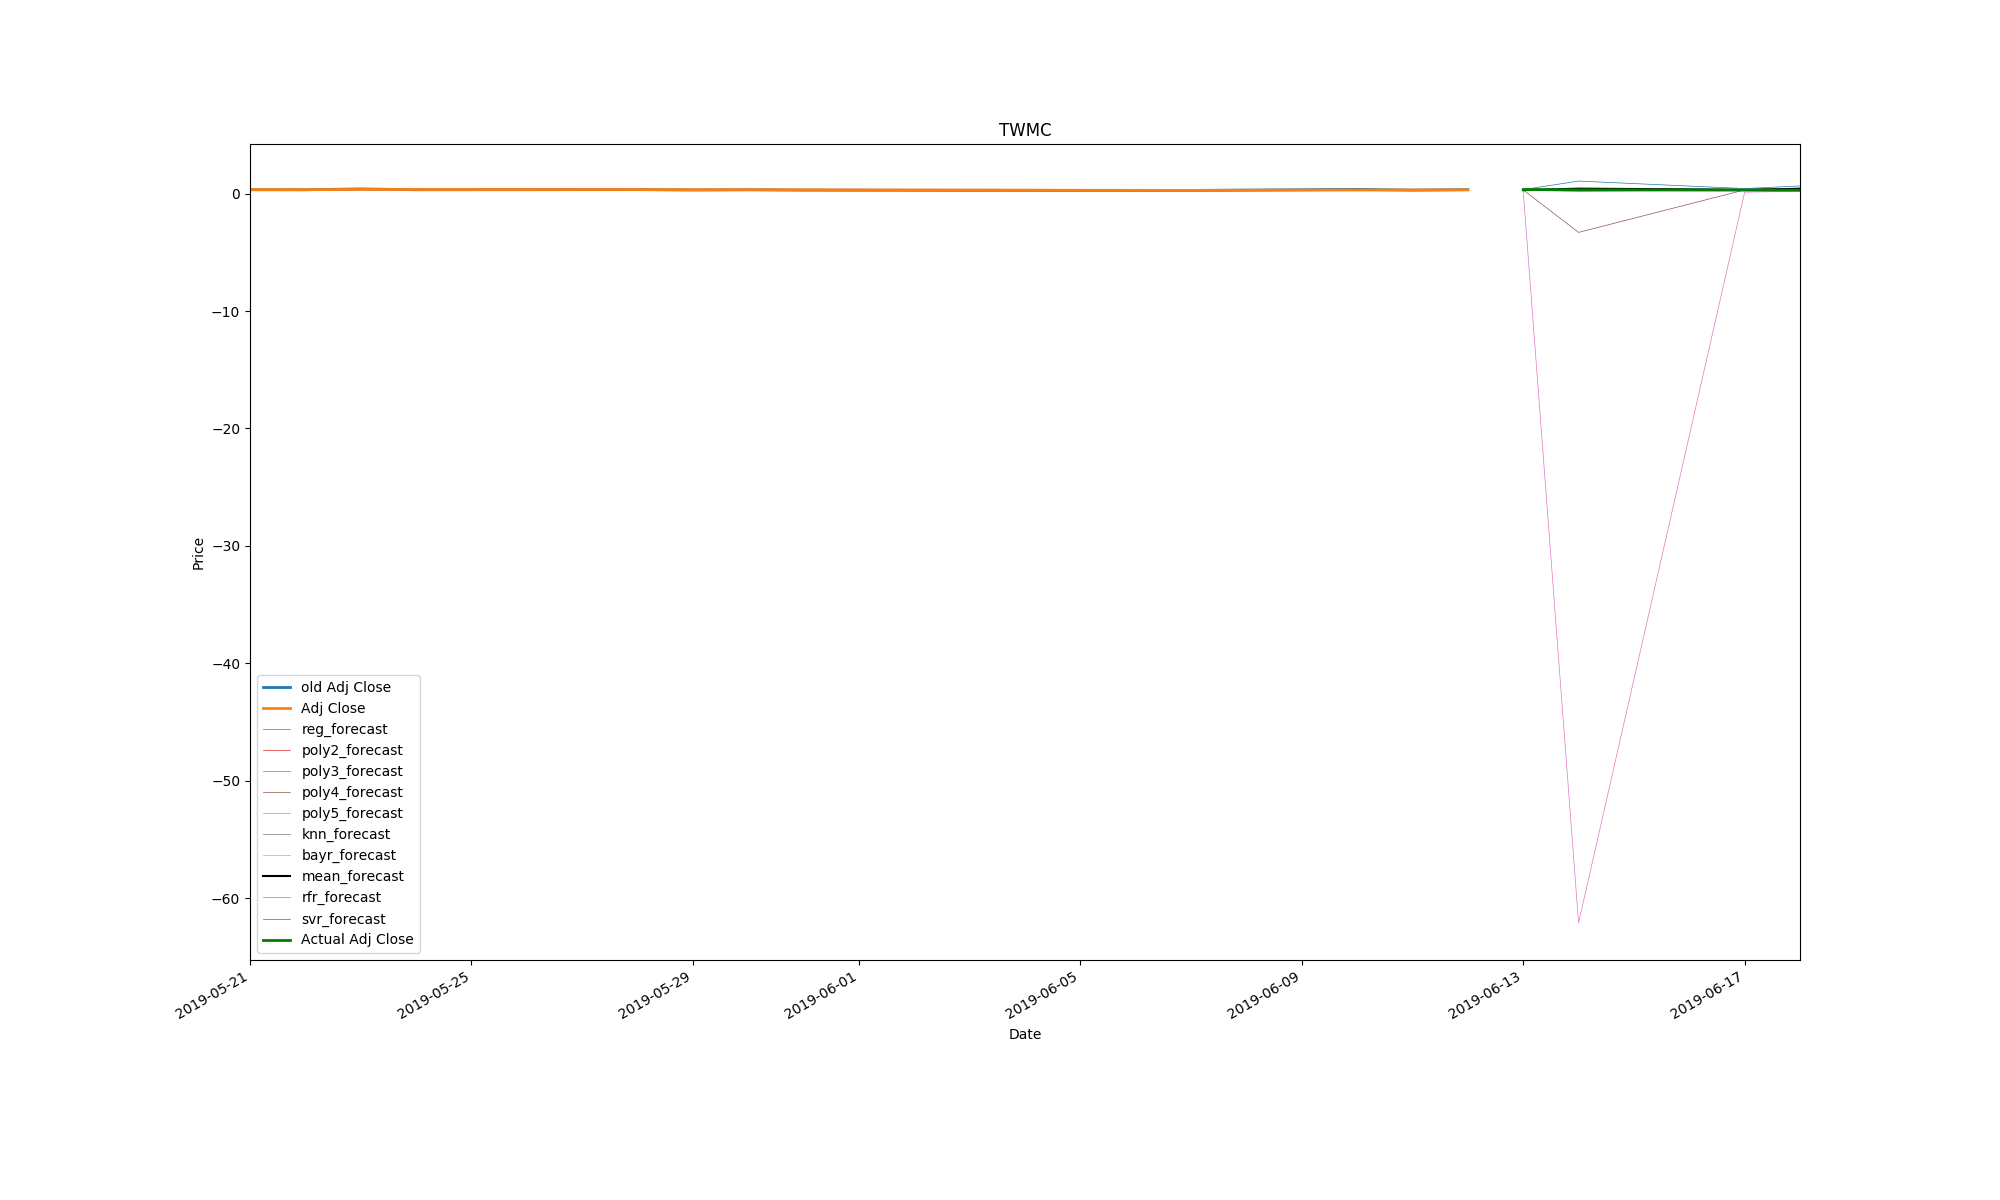 TWMC
0
−10
−20
−30
−40
−50
−60
Price
old Adj Close
Adj Close
reg_forecast
poly2_forecast
poly3_forecast
poly4_forecast
poly5_forecast
knn_forecast
bayr_forecast
mean_forecast
rfr_forecast
svr_forecast
Actual Adj Close
2019-05-21
2019-05-25
2019-05-29
2019-06-01
2019-06-05
2019-06-09
2019-06-13
2019-06-17
Date